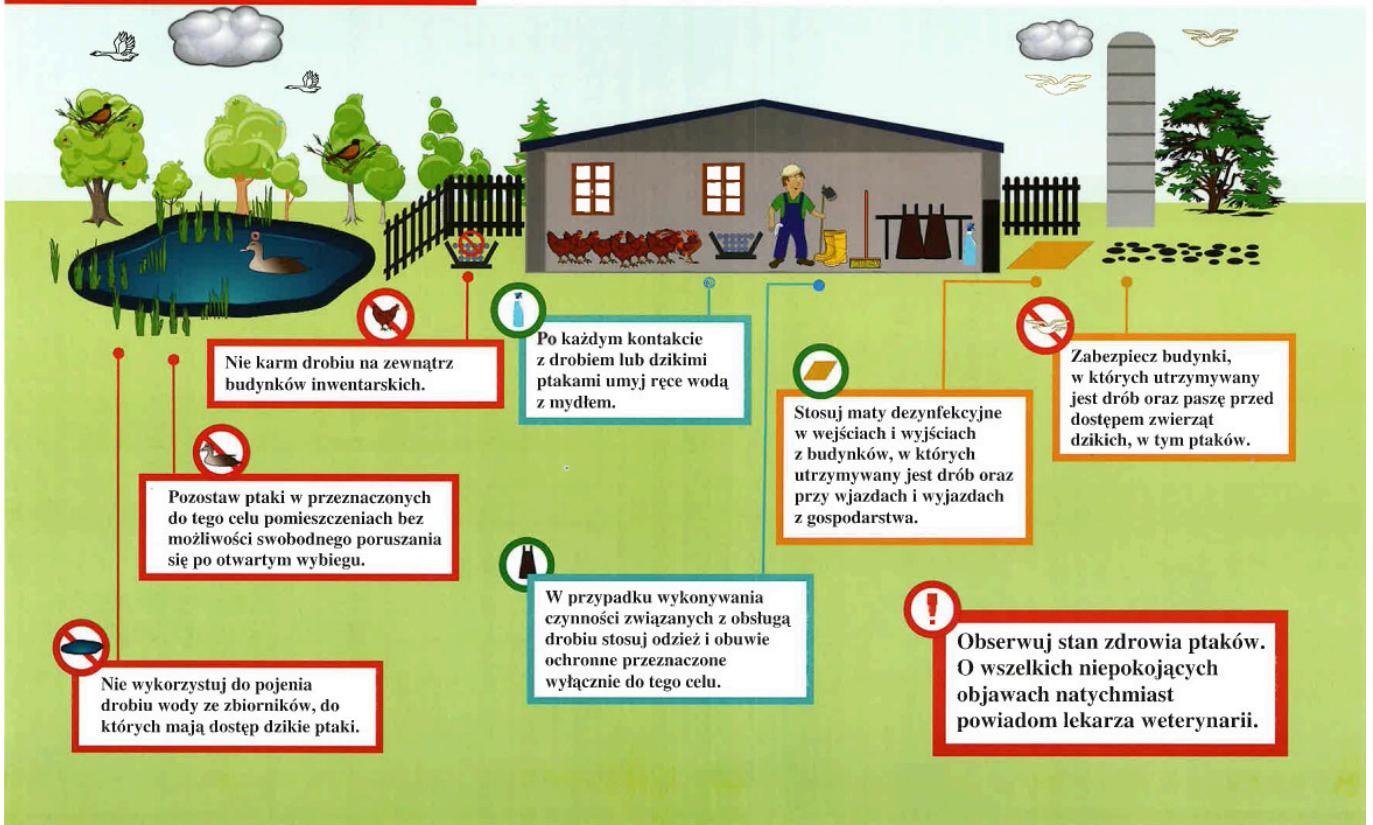 Nie karm drobiu na zewnątrz
budynków inwentarskich.
Po każdym kontakcie
z drobiem lub dzikimi
ptakami umyj ręce wodą
z mydłem.
Zabezpiecz budynki,
w których utrzymywany
jest drób oraz paszę przed
dostępem zwierząt
dzikich, w tym ptaków.
Stosuj maty dezynfekcyjne
w wejściach i wyjściach
z budynków, w których
utrzymywany jest drób oraz
przy wjazdach i wyjazdach
z gospodarstwa.
Pozostaw ptaki w przeznaczonych
do tego celu pomieszczeniach bez
możliwości swobodnego poruszania
się po otwartym wybiegu.
W przypadku wykonywania
czynności związanych z obsługą
drobiu stosuj odzież i obuwie
ochronne przeznaczone
wyłącznie do tego celu.
Nie wykorzystuj do pojenia
drobiu wody ze zbiorników, do
których mają dostęp dzikie ptaki.
!
Obserwuj stan zdrowia ptaków.
O wszelkich niepokojących
objawach natychmiast
powiadom lekarza weterynarii.